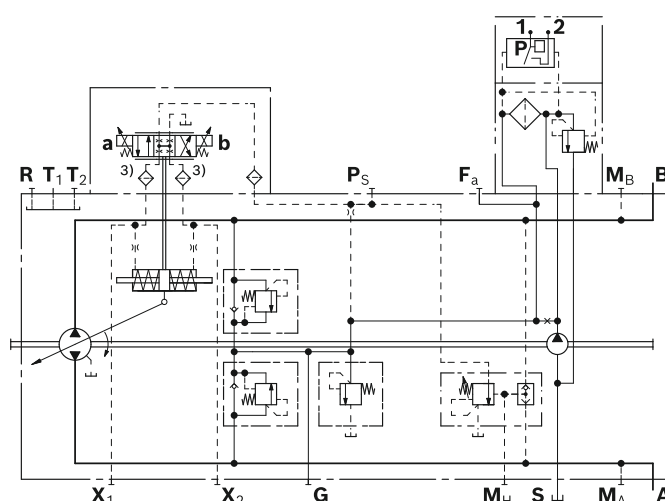 1 2
P
a b
3) 3)
R T1 T2 PS Fa MB B
X1 X2 G MH S MA A